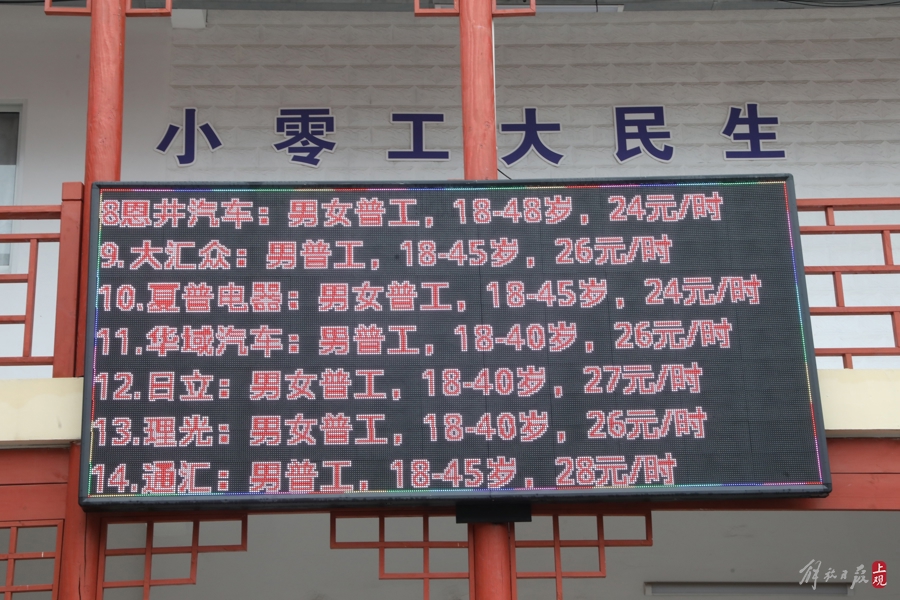 小零工大民生
8恩井汽车：男女普工，18-48岁，24元/时
9.大汇众：男普工，18-45岁，26元/时
10.夏普电器：男女普工，18-45岁，24元/时
11.华域汽车：男普工，18-40岁，26元/时
12.日立：男女普工，18-40岁，27元/时
13.理光：男女普工，18-40岁，26元/时
14.通汇：男普工，18-45岁，28元/时
解放日报 上观